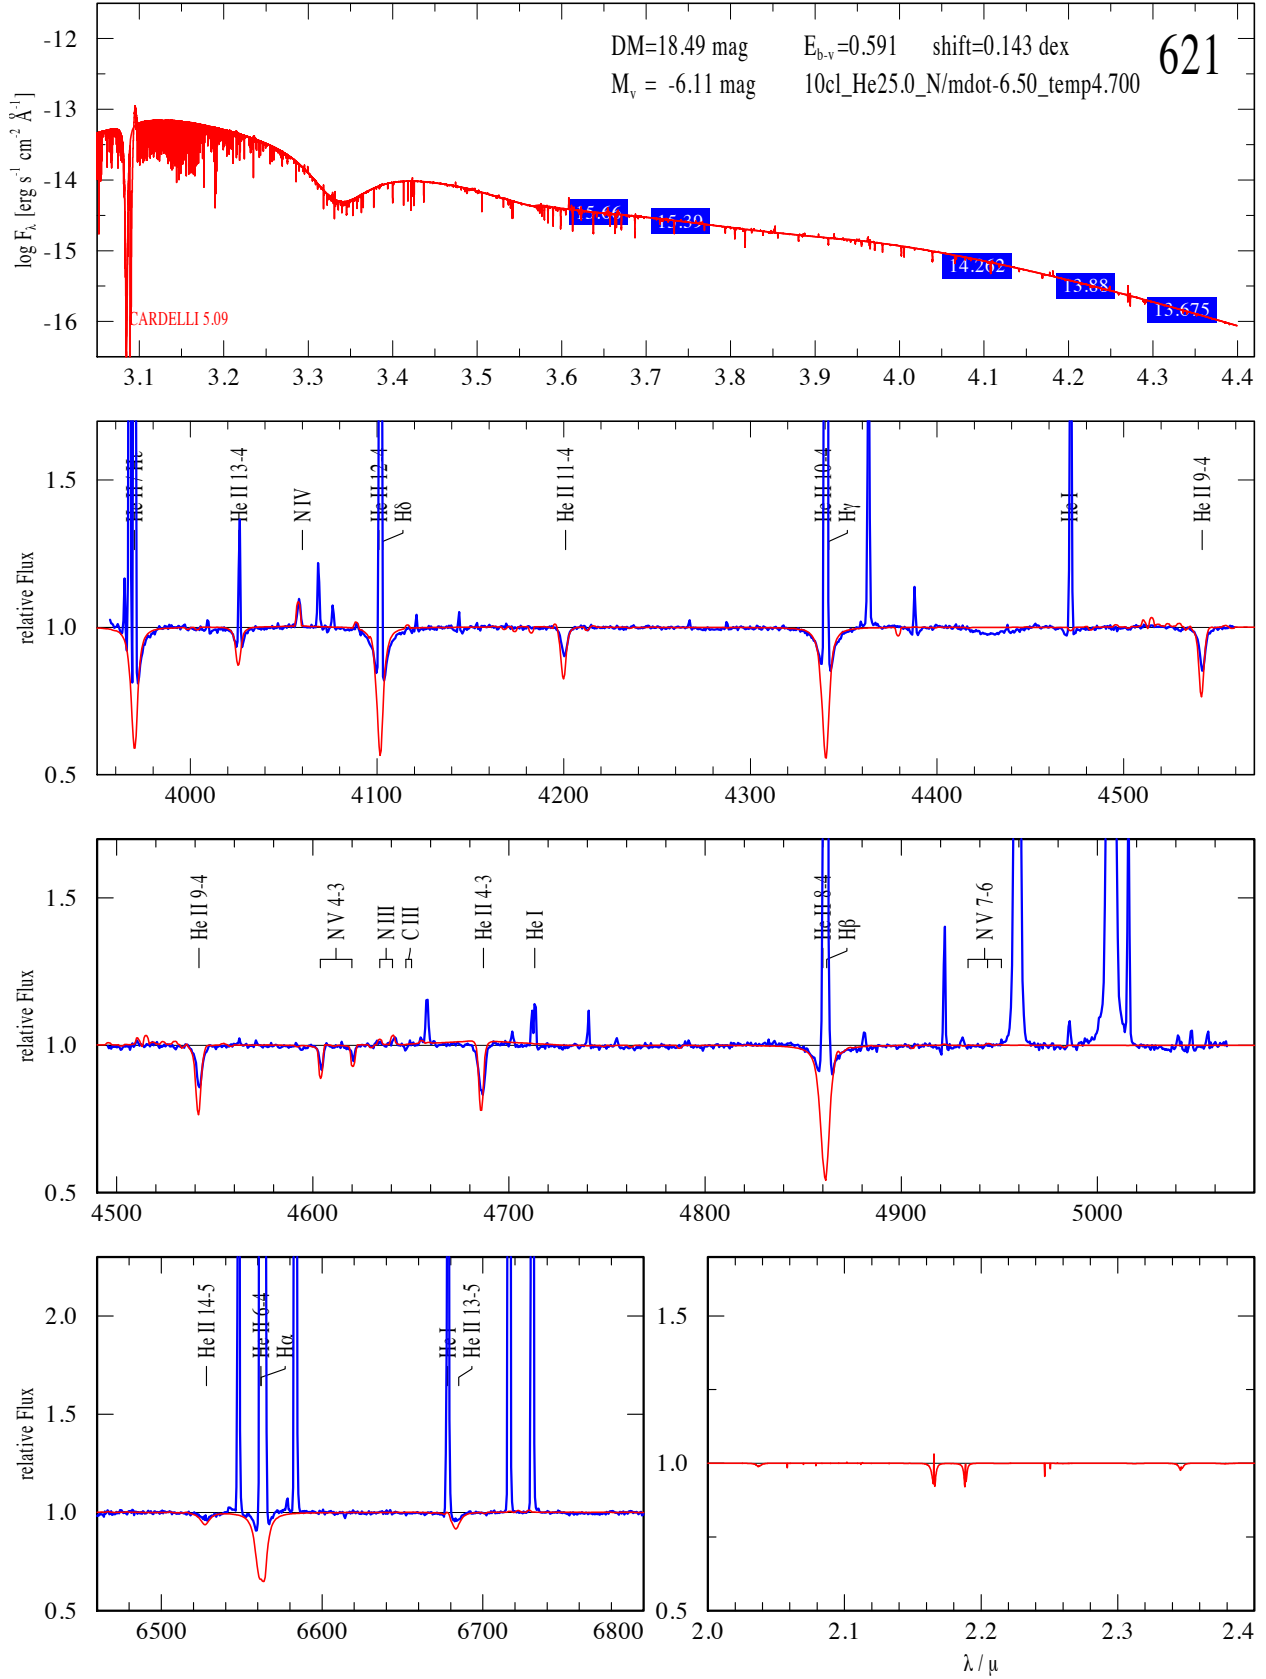 DM=18.49 mag E_b-v=0.591 shift=0.143 dex 621
M_v = -6.11 mag 10cl_He25.0_N/mdot-6.50_temp4.700
log F_λ [erg s⁻¹ cm⁻² Å⁻¹]
-12
-13
-14
-15
-16
15.66 15.39 14.262 13.88 13.675
CARDELLI 5.09
3.1 3.2 3.3 3.4 3.5 3.6 3.7 3.8 3.9 4.0 4.1 4.2 4.3 4.4
relative Flux
1.5
1.0
0.5
He II / Hε He II 13-4 N IV He II 12-4 Hδ He II 11-4 He II 10-4 Hγ He I He II 9-4
4000 4100 4200 4300 4400 4500
relative Flux
1.5
1.0
0.5
He II 9-4 N V 4-3 N III C III He II 4-3 He I He II 8-4 Hβ N V 7-6
4500 4600 4700 4800 4900 5000
relative Flux
2.0
1.5
1.0
0.5
He II 14-5 He II 6-4 Hα He I He II 13-5
6500 6600 6700 6800
1.5
1.0
0.5
2.0 2.1 2.2 2.3 2.4
λ / μ